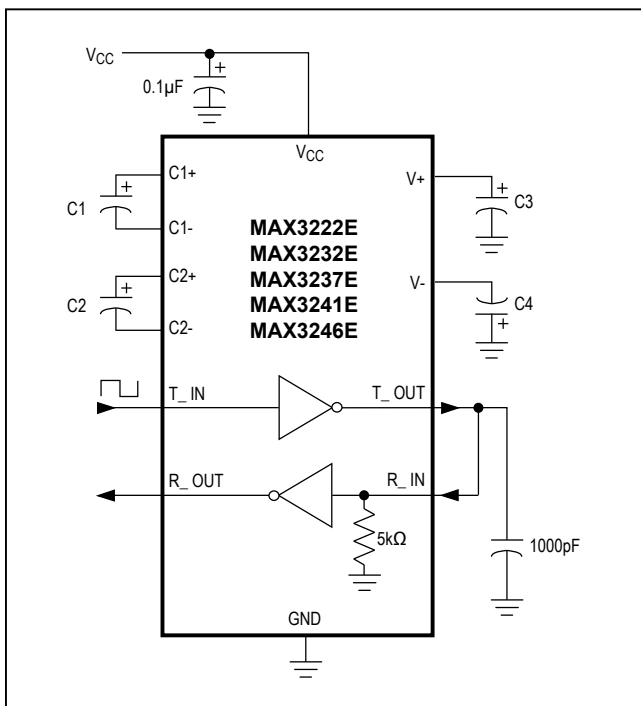 VCC
+
0.1µF
VCC
C1+
+
C1
C1-
C2+
+
C2
C2-
MAX3222E
MAX3232E
MAX3237E
MAX3241E
MAX3246E
V+
+
C3
V-
C4
+
T_ IN
T_ OUT
R_ OUT
R_ IN
5kΩ
1000pF
GND